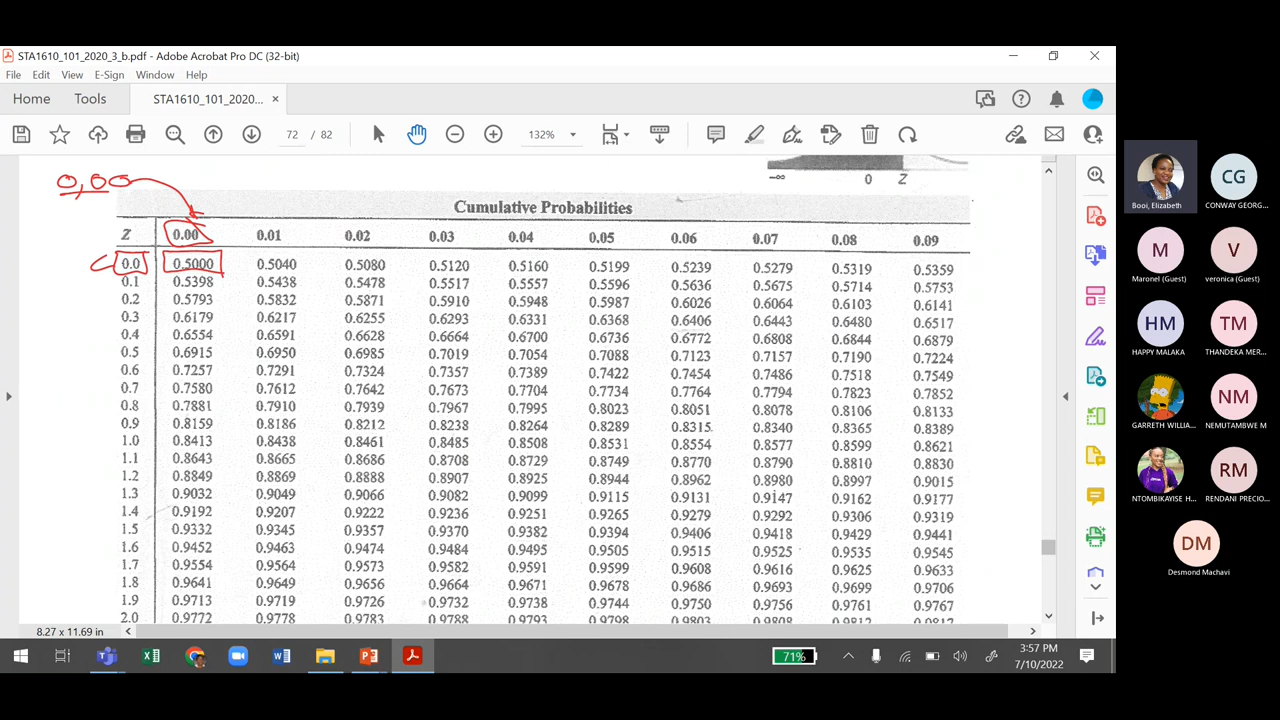 STA1610_101_2020_3_b.pdf - Adobe Acrobat Pro DC (32-bit)
File Edit View E-Sign Window Help
Home Tools STA1610_101_2020... ×
72 / 82 132%
0,00
-∞ 0 Z
Cumulative Probabilities
Z 0.00 0.01 0.02 0.03 0.04 0.05 0.06 0.07 0.08 0.09
0.0 0.5000 0.5040 0.5080 0.5120 0.5160 0.5199 0.5239 0.5279 0.5319 0.5359
0.1 0.5398 0.5438 0.5478 0.5517 0.5557 0.5596 0.5636 0.5675 0.5714 0.5753
0.2 0.5793 0.5832 0.5871 0.5910 0.5948 0.5987 0.6026 0.6064 0.6103 0.6141
0.3 0.6179 0.6217 0.6255 0.6293 0.6331 0.6368 0.6406 0.6443 0.6480 0.6517
0.4 0.6554 0.6591 0.6628 0.6664 0.6700 0.6736 0.6772 0.6808 0.6844 0.6879
0.5 0.6915 0.6950 0.6985 0.7019 0.7054 0.7088 0.7123 0.7157 0.7190 0.7224
0.6 0.7257 0.7291 0.7324 0.7357 0.7389 0.7422 0.7454 0.7486 0.7518 0.7549
0.7 0.7580 0.7612 0.7642 0.7673 0.7704 0.7734 0.7764 0.7794 0.7823 0.7852
0.8 0.7881 0.7910 0.7939 0.7967 0.7995 0.8023 0.8051 0.8078 0.8106 0.8133
0.9 0.8159 0.8186 0.8212 0.8238 0.8264 0.8289 0.8315 0.8340 0.8365 0.8389
1.0 0.8413 0.8438 0.8461 0.8485 0.8508 0.8531 0.8554 0.8577 0.8599 0.8621
1.1 0.8643 0.8665 0.8686 0.8708 0.8729 0.8749 0.8770 0.8790 0.8810 0.8830
1.2 0.8849 0.8869 0.8888 0.8907 0.8925 0.8944 0.8962 0.8980 0.8997 0.9015
1.3 0.9032 0.9049 0.9066 0.9082 0.9099 0.9115 0.9131 0.9147 0.9162 0.9177
1.4 0.9192 0.9207 0.9222 0.9236 0.9251 0.9265 0.9279 0.9292 0.9306 0.9319
1.5 0.9332 0.9345 0.9357 0.9370 0.9382 0.9394 0.9406 0.9418 0.9429 0.9441
1.6 0.9452 0.9463 0.9474 0.9484 0.9495 0.9505 0.9515 0.9525 0.9535 0.9545
1.7 0.9554 0.9564 0.9573 0.9582 0.9591 0.9599 0.9608 0.9616 0.9625 0.9633
1.8 0.9641 0.9649 0.9656 0.9664 0.9671 0.9678 0.9686 0.9693 0.9699 0.9706
1.9 0.9713 0.9719 0.9726 0.9732 0.9738 0.9744 0.9750 0.9756 0.9761 0.9767
2.0 0.9772 0.9778 0.9783 0.9788 0.9793 0.9798 0.9803 0.9808 0.9812 0.9817
8.27 x 11.69 in
71% 3:57 PM
7/10/2022
CG
Booi, Elizabeth CONWAY GEORG...
M V
Maronel (Guest) veronica (Guest)
HM TM
HAPPY MALAKA THANDEKA MER...
NM
GARRETH WILLIA... NEMUTAMBWE M
RM
NTOMBIKAYISE H... RENDANI PRECIO...
DM
Desmond Machavi